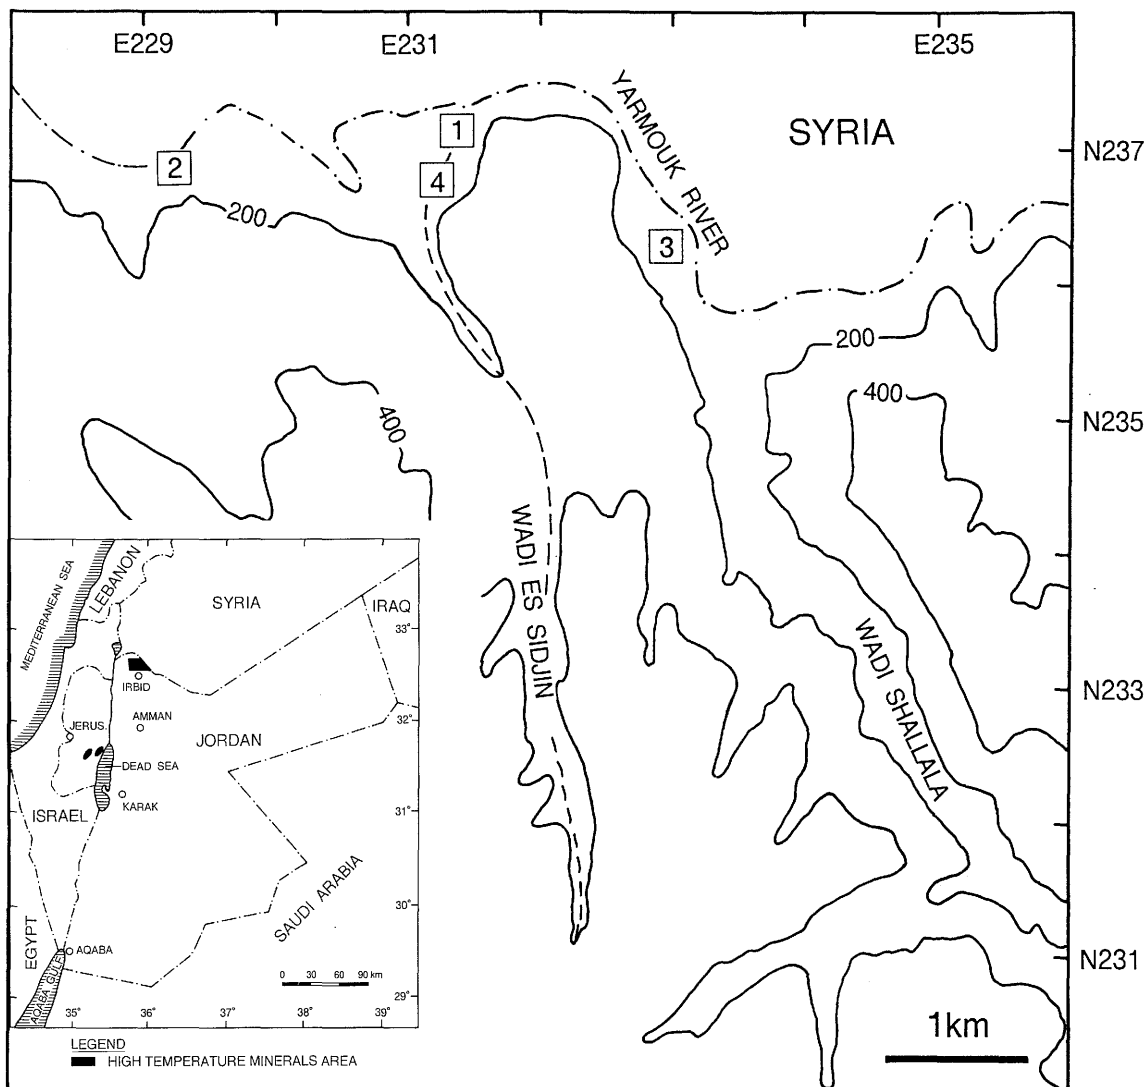 E229
E231
E235
YARMOUK RIVER
SYRIA
N237
1
2
4
3
200
200
400
400
N235
WADI ES SIDJIN
WADI SHALLALA
N233
N231
1km
MEDITERRANEAN SEA
LEBANON
SYRIA
IRAQ
33°
IRBID
JERUS.
AMMAN
32°
JORDAN
DEAD SEA
KARAK
ISRAEL
31°
SAUDI ARABIA
30°
EGYPT
AQABA
AQABA GULF
0 30 60 90 km
29°
35° 36° 37° 38° 39°
LEGEND
HIGH TEMPERATURE MINERALS AREA